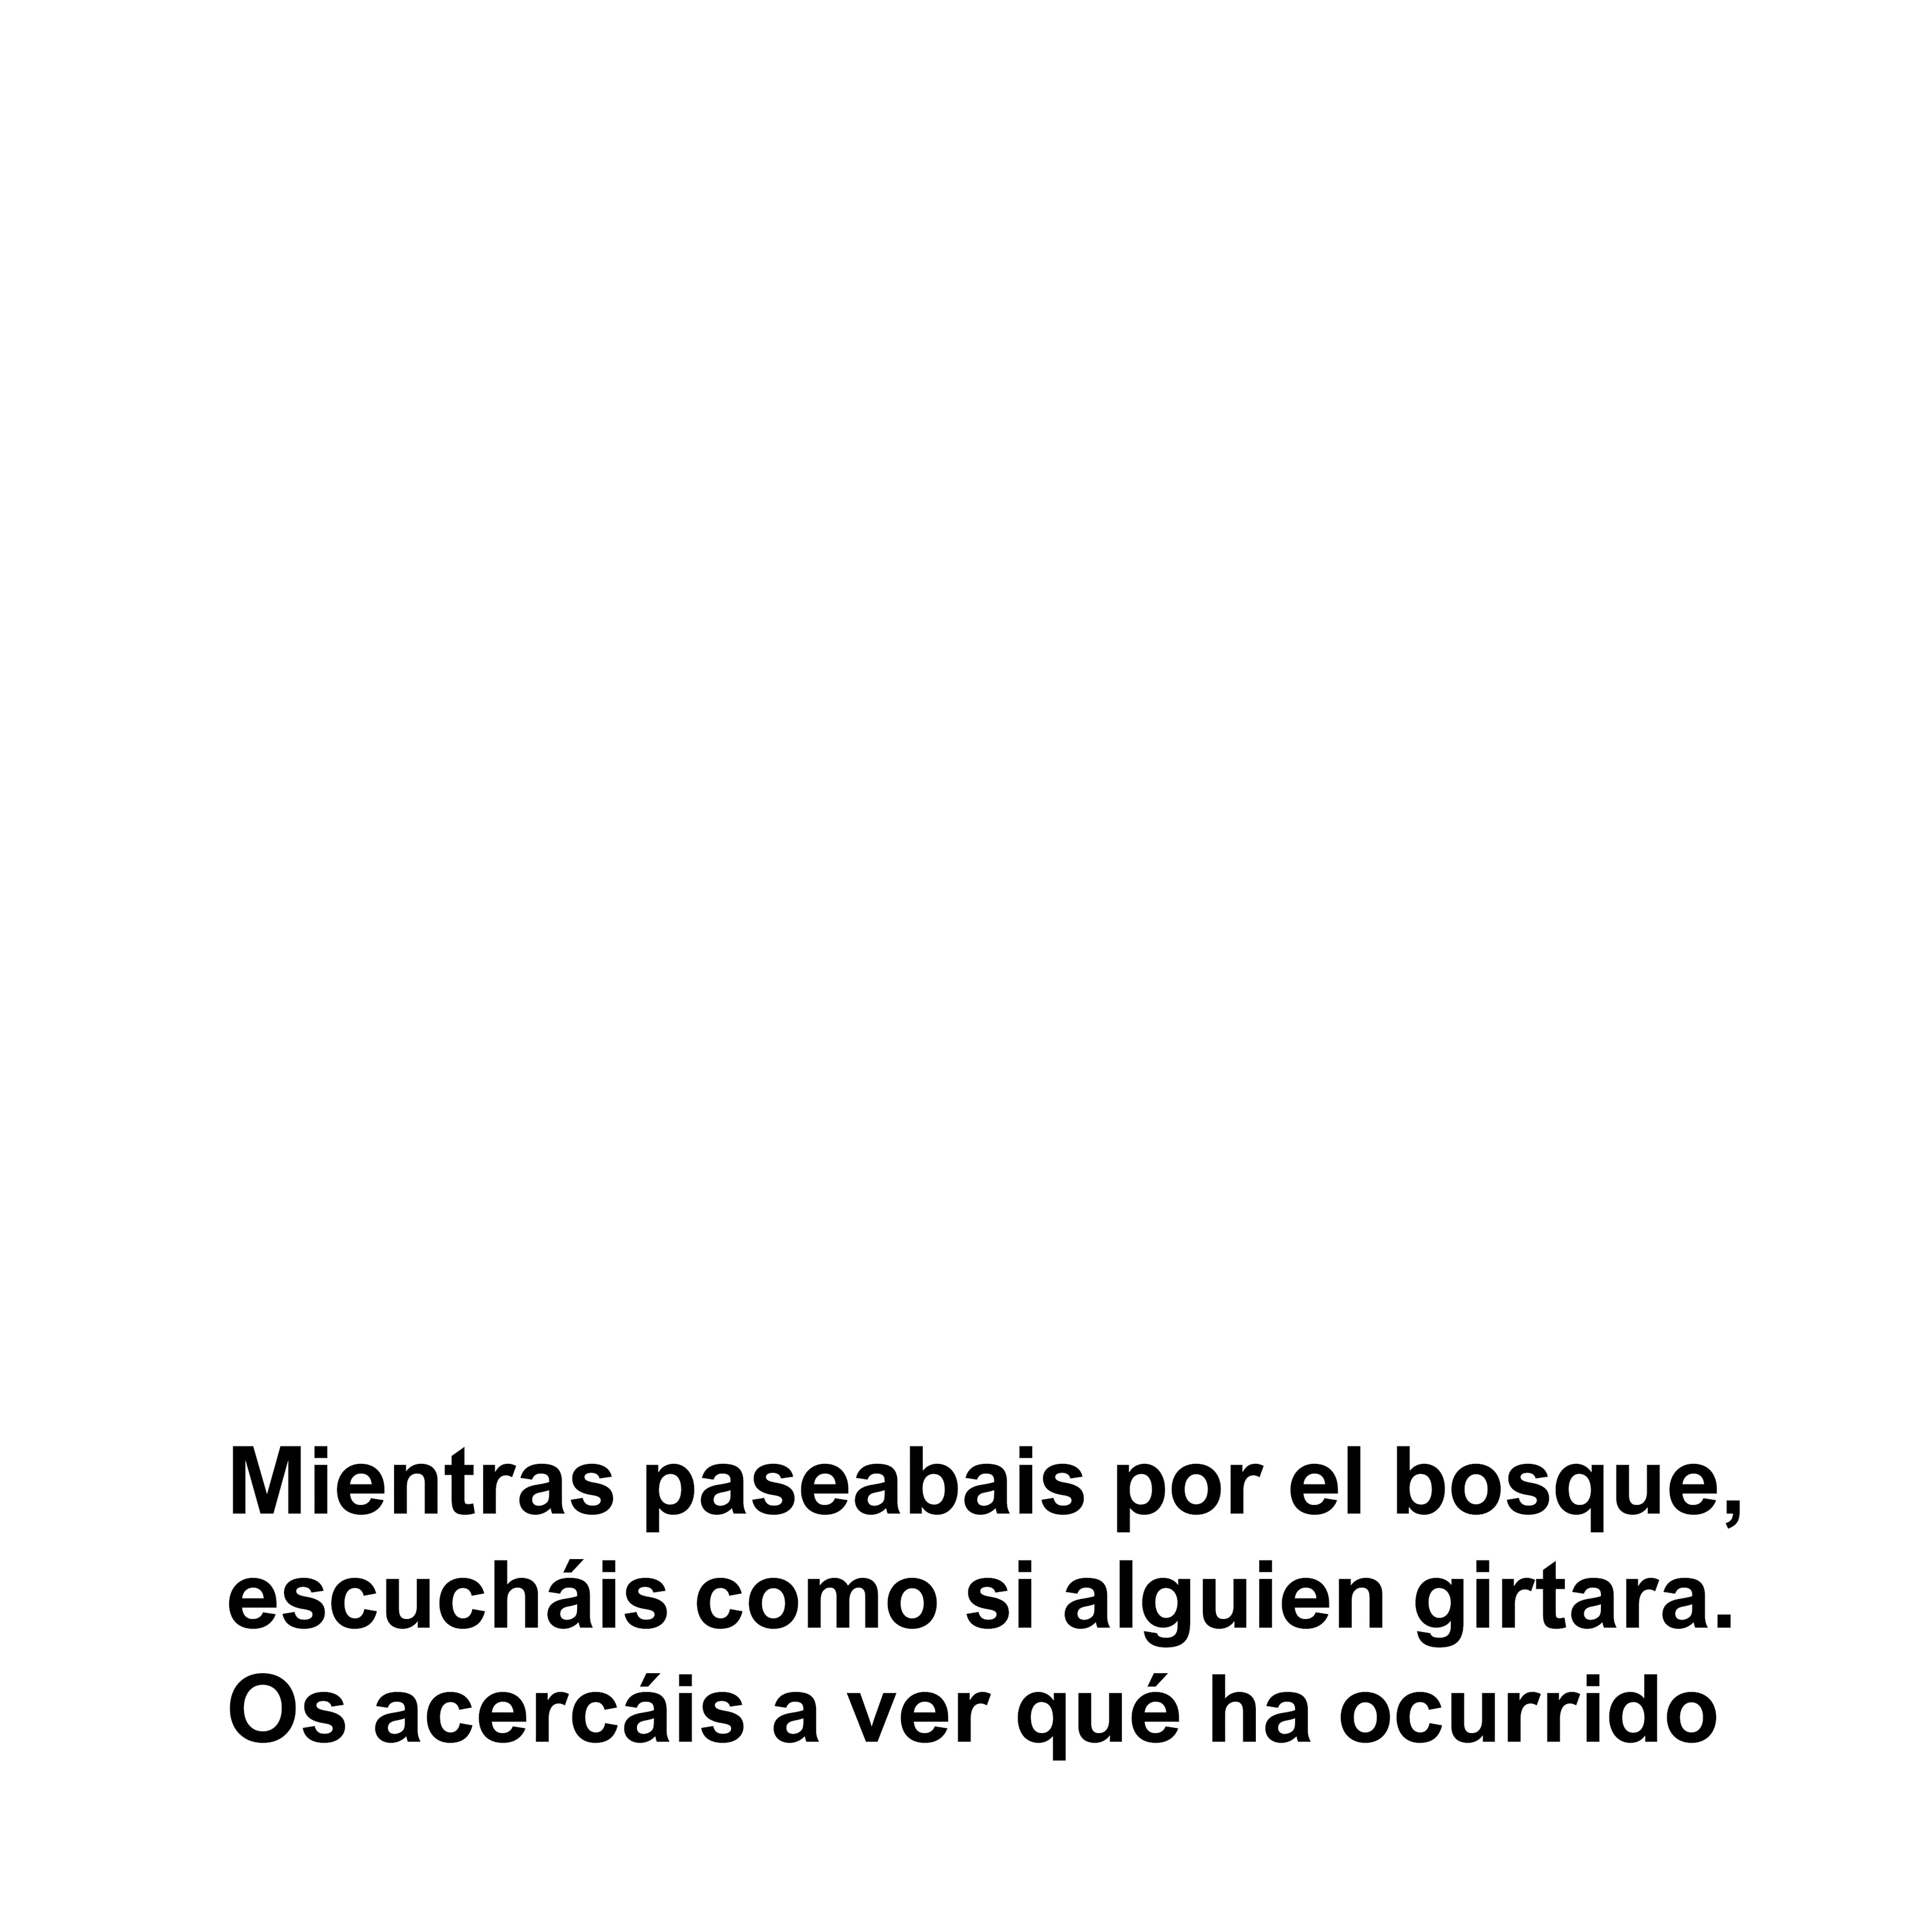 Mientras paseabais por el bosque,
escucháis como si alguien girtara.
Os acercáis a ver qué ha ocurrido